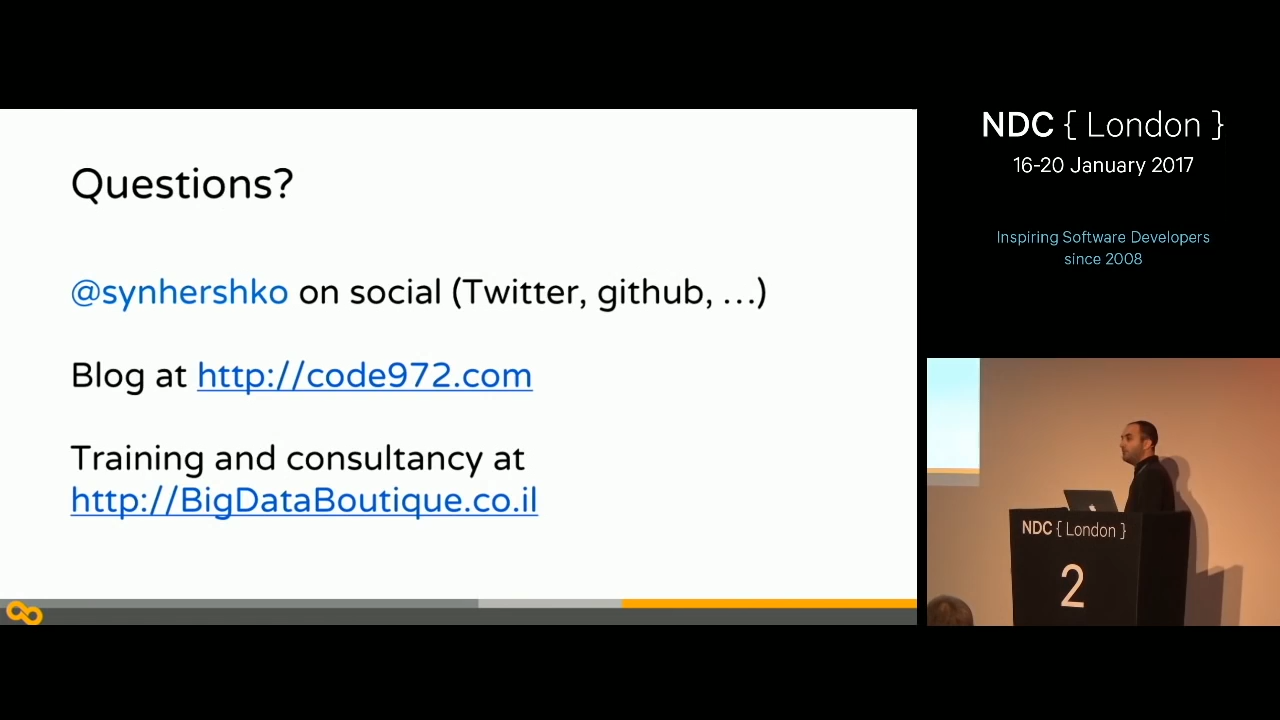 Questions?
@synhershko on social (Twitter, github, …)
Blog at http://code972.com
Training and consultancy at
http://BigDataBoutique.co.il
NDC { London }
16-20 January 2017
Inspiring Software Developers
since 2008
NDC { London }
2